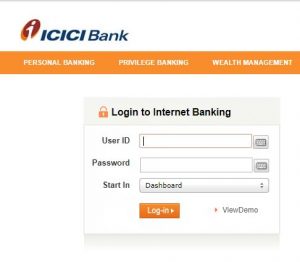 ICICI Bank
PERSONAL BANKING PRIVILEGE BANKING WEALTH MANAGEMENT
Login to Internet Banking
User ID
Password
Start In Dashboard
Log-in ViewDemo